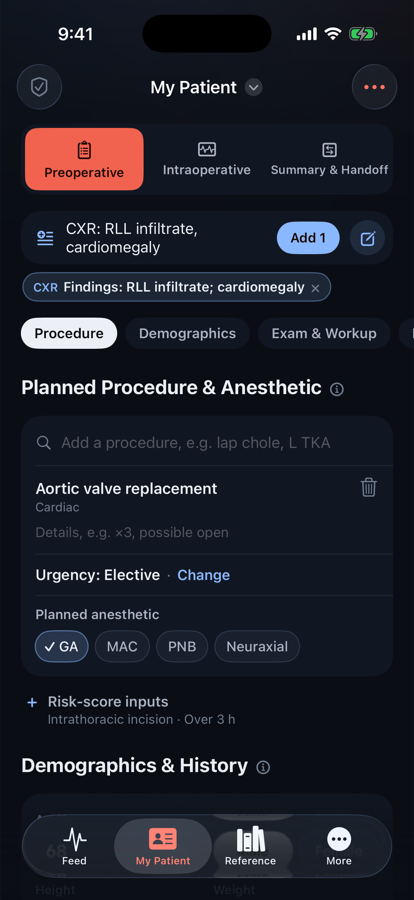 9:41
My Patient
Preoperative
Intraoperative
Summary & Handoff
CXR: RLL infiltrate,
cardiomegaly
Add 1
CXR Findings: RLL infiltrate; cardiomegaly ×
Procedure
Demographics
Exam & Workup
Planned Procedure & Anesthetic
Add a procedure, e.g. lap chole, L TKA
Aortic valve replacement
Cardiac
Details, e.g. ×3, possible open
Urgency: Elective · Change
Planned anesthetic
✓ GA
MAC
PNB
Neuraxial
+ Risk-score inputs
Intrathoracic incision · Over 3 h
Demographics & History
68
Feed
My Patient
Reference
More
Height
Weight